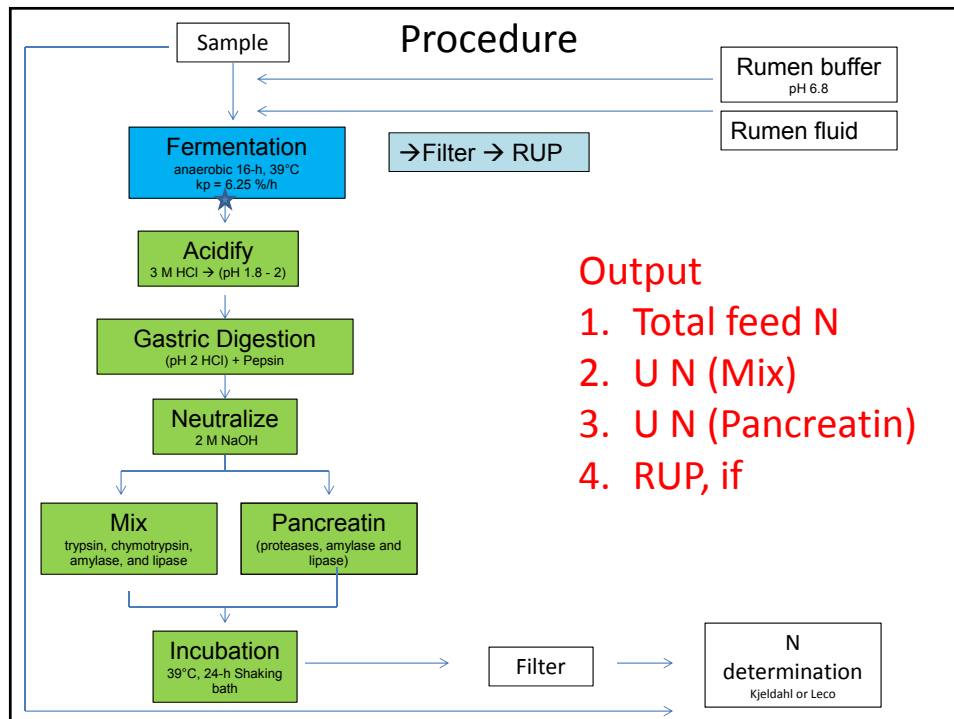 Procedure
Sample
Rumen buffer
pH 6.8
Rumen fluid
Fermentation
anaerobic 16-h, 39°C
kp = 6.25 %/h
→Filter → RUP
Acidify
3 M HCl → (pH 1.8 - 2)
Gastric Digestion
(pH 2 HCl) + Pepsin
Neutralize
2 M NaOH
Mix
trypsin, chymotrypsin,
amylase, and lipase
Pancreatin
(proteases, amylase and
lipase)
Incubation
39°C, 24-h Shaking
bath
Filter
N
determination
Kjeldahl or Leco
Output
1. Total feed N
2. U N (Mix)
3. U N (Pancreatin)
4. RUP, if